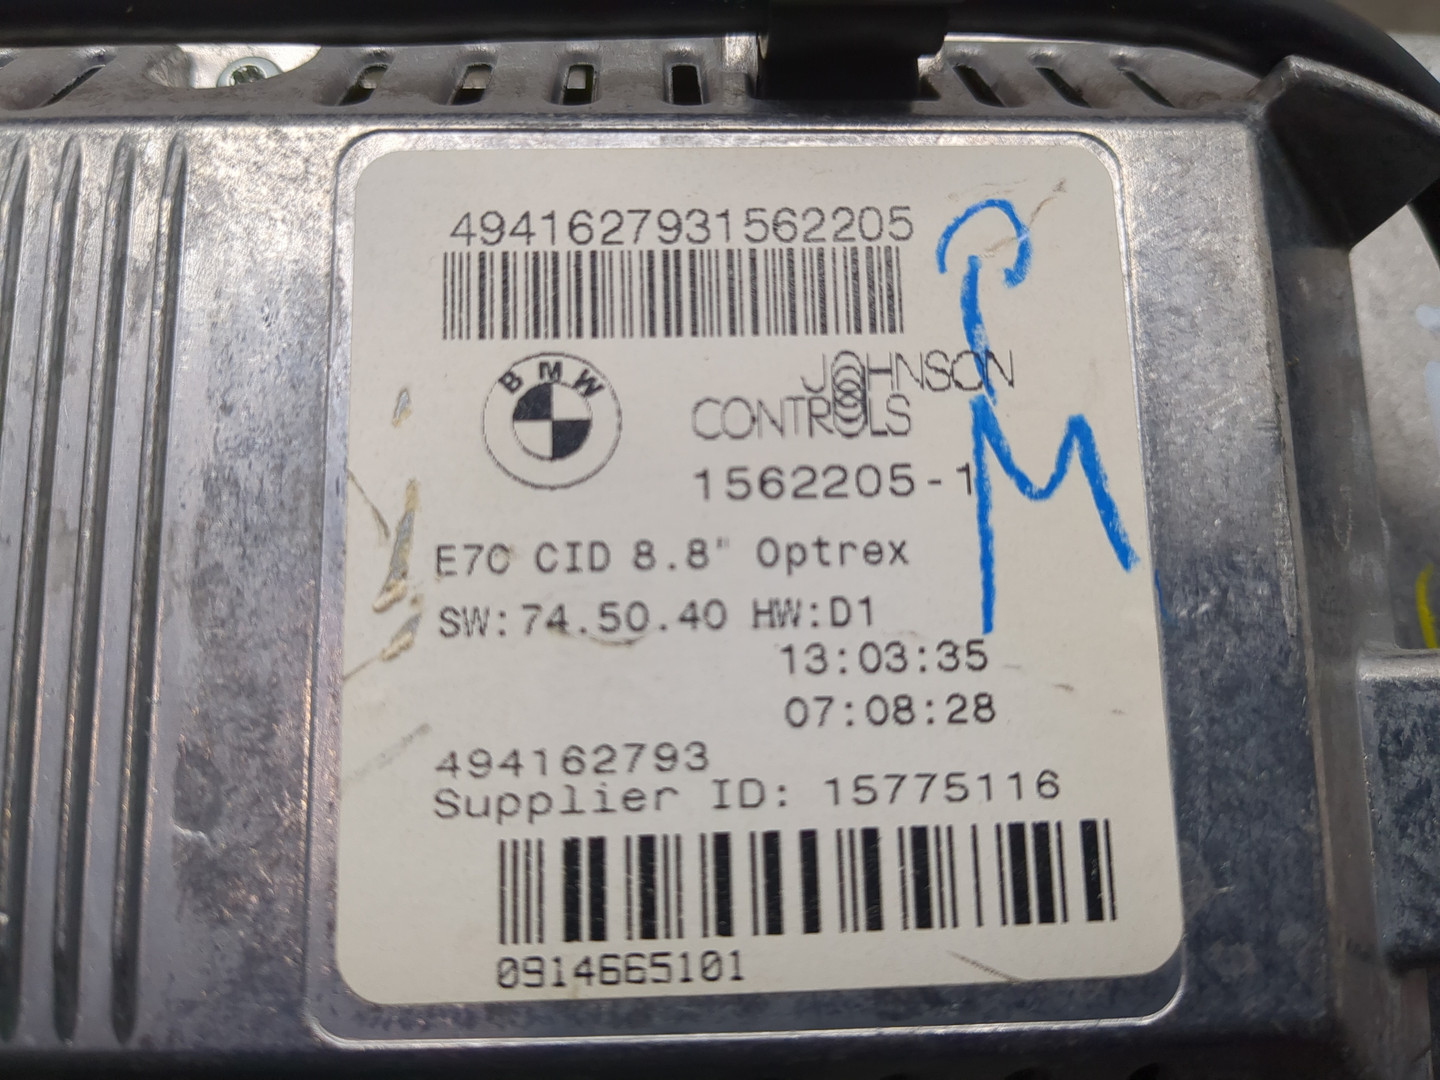 4941627931562205
BMW
JOHNSON
CONTROLS
1562205-1
E70 CID 8.8" Optrex
SW:74.50.40 HW:D1
13:03:35
07:08:28
494162793
Supplier ID: 15775116
0914665101
PM